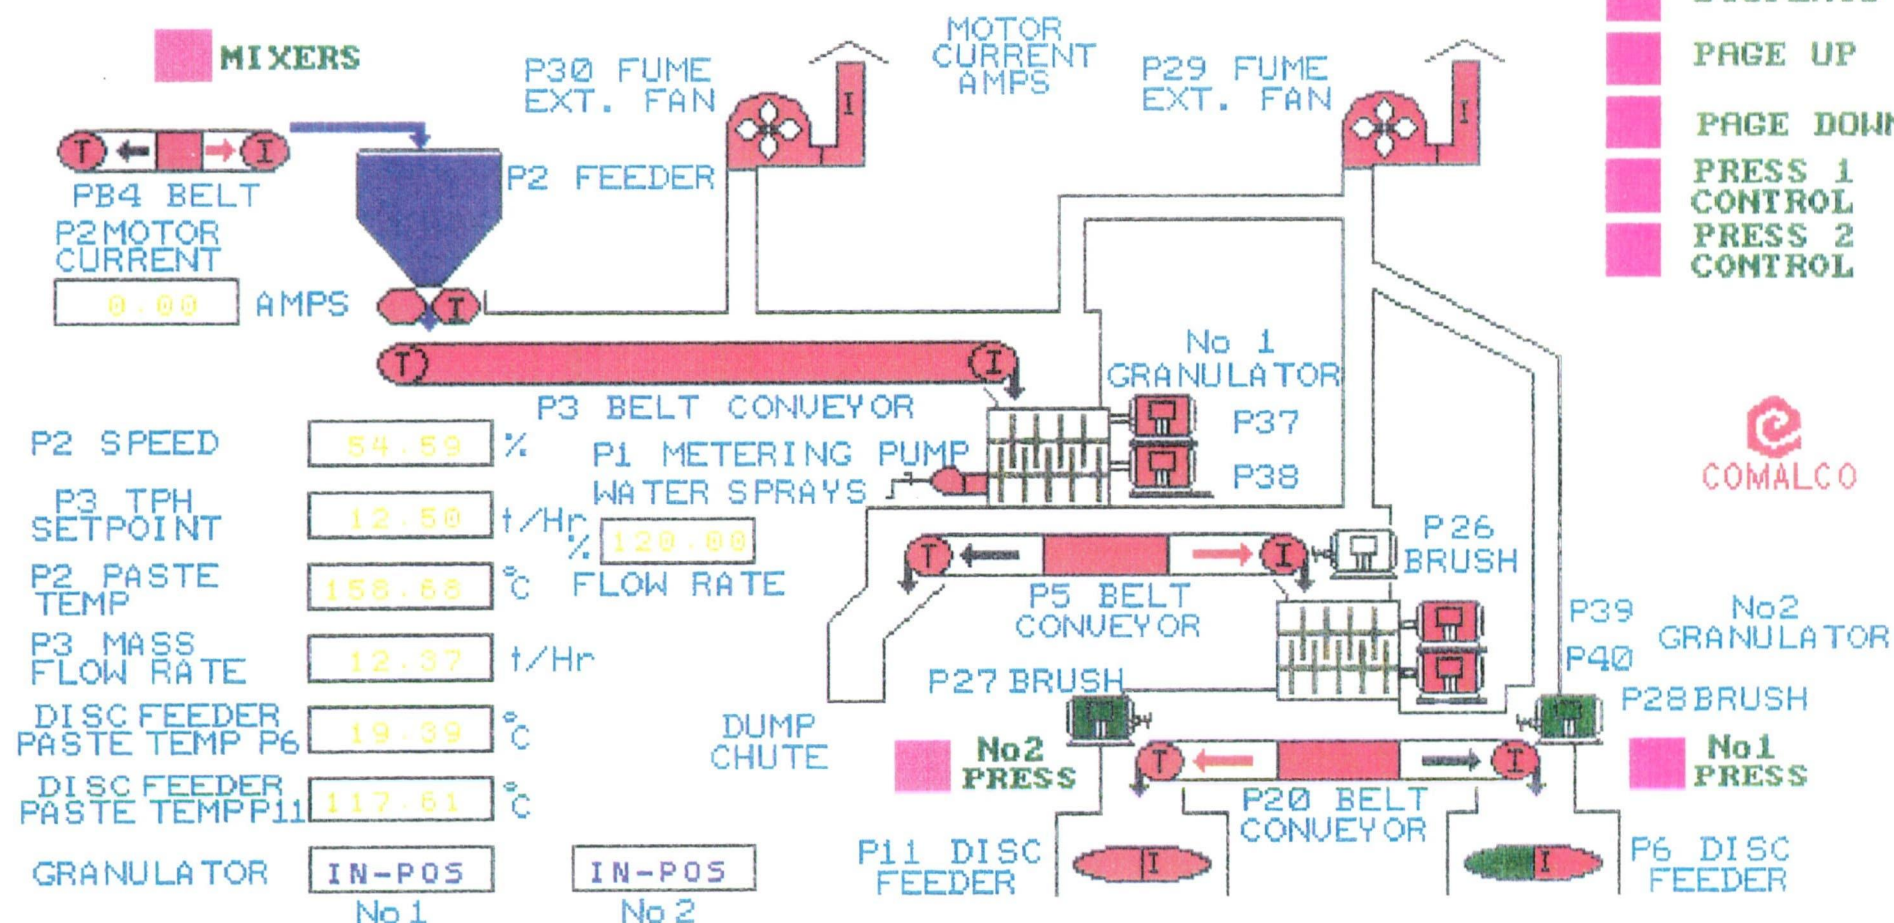 MIXERS
T
I
PB4 BELT
P2 MOTOR
CURRENT
0.00
AMPS
P2 FEEDER
I
P30 FUME
EXT. FAN
I
MOTOR
CURRENT
AMPS
P29 FUME
EXT. FAN
I
PAGE UP
PAGE DOWN
PRESS 1
CONTROL
PRESS 2
CONTROL
T
I
P3 BELT CONVEYOR
No 1
GRANULATOR
P37
P38
P1 METERING PUMP
WATER SPRAYS
% 120.00
FLOW RATE
COMALCO
P2 SPEED
54.59 %
P3 TPH
SETPOINT
12.50 t/Hr
P2 PASTE
TEMP
158.68 °C
P3 MASS
FLOW RATE
12.37 t/Hr
DISC FEEDER
PASTE TEMP P6
19.39 °C
DISC FEEDER
PASTE TEMP P11
117.61 °C
GRANULATOR
IN-POS
No 1
IN-POS
No 2
T
I
P5 BELT
CONVEYOR
P26
BRUSH
P39
P40
No2
GRANULATOR
P27 BRUSH
P28 BRUSH
DUMP
CHUTE
No2
PRESS
T
I
P20 BELT
CONVEYOR
No1
PRESS
P11 DISC
FEEDER
I
I
P6 DISC
FEEDER